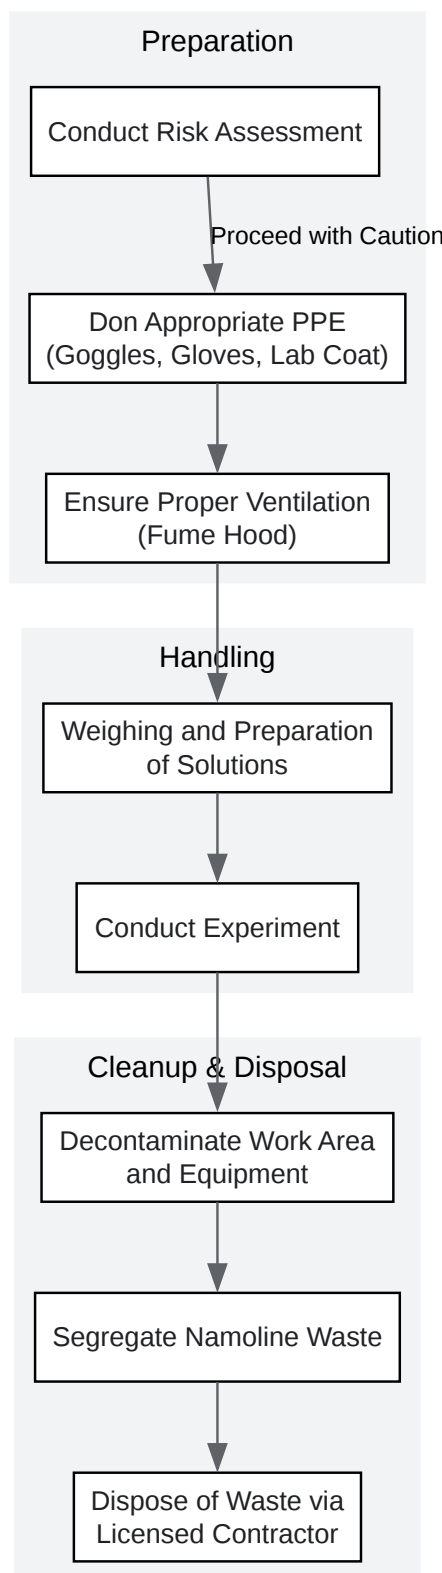 Preparation
Conduct Risk Assessment
Proceed with Caution
Don Appropriate PPE
(Goggles, Gloves, Lab Coat)
Ensure Proper Ventilation
(Fume Hood)
Handling
Weighing and Preparation
of Solutions
Conduct Experiment
Cleanup & Disposal
Decontaminate Work Area
and Equipment
Segregate Namoline Waste
Dispose of Waste via
Licensed Contractor